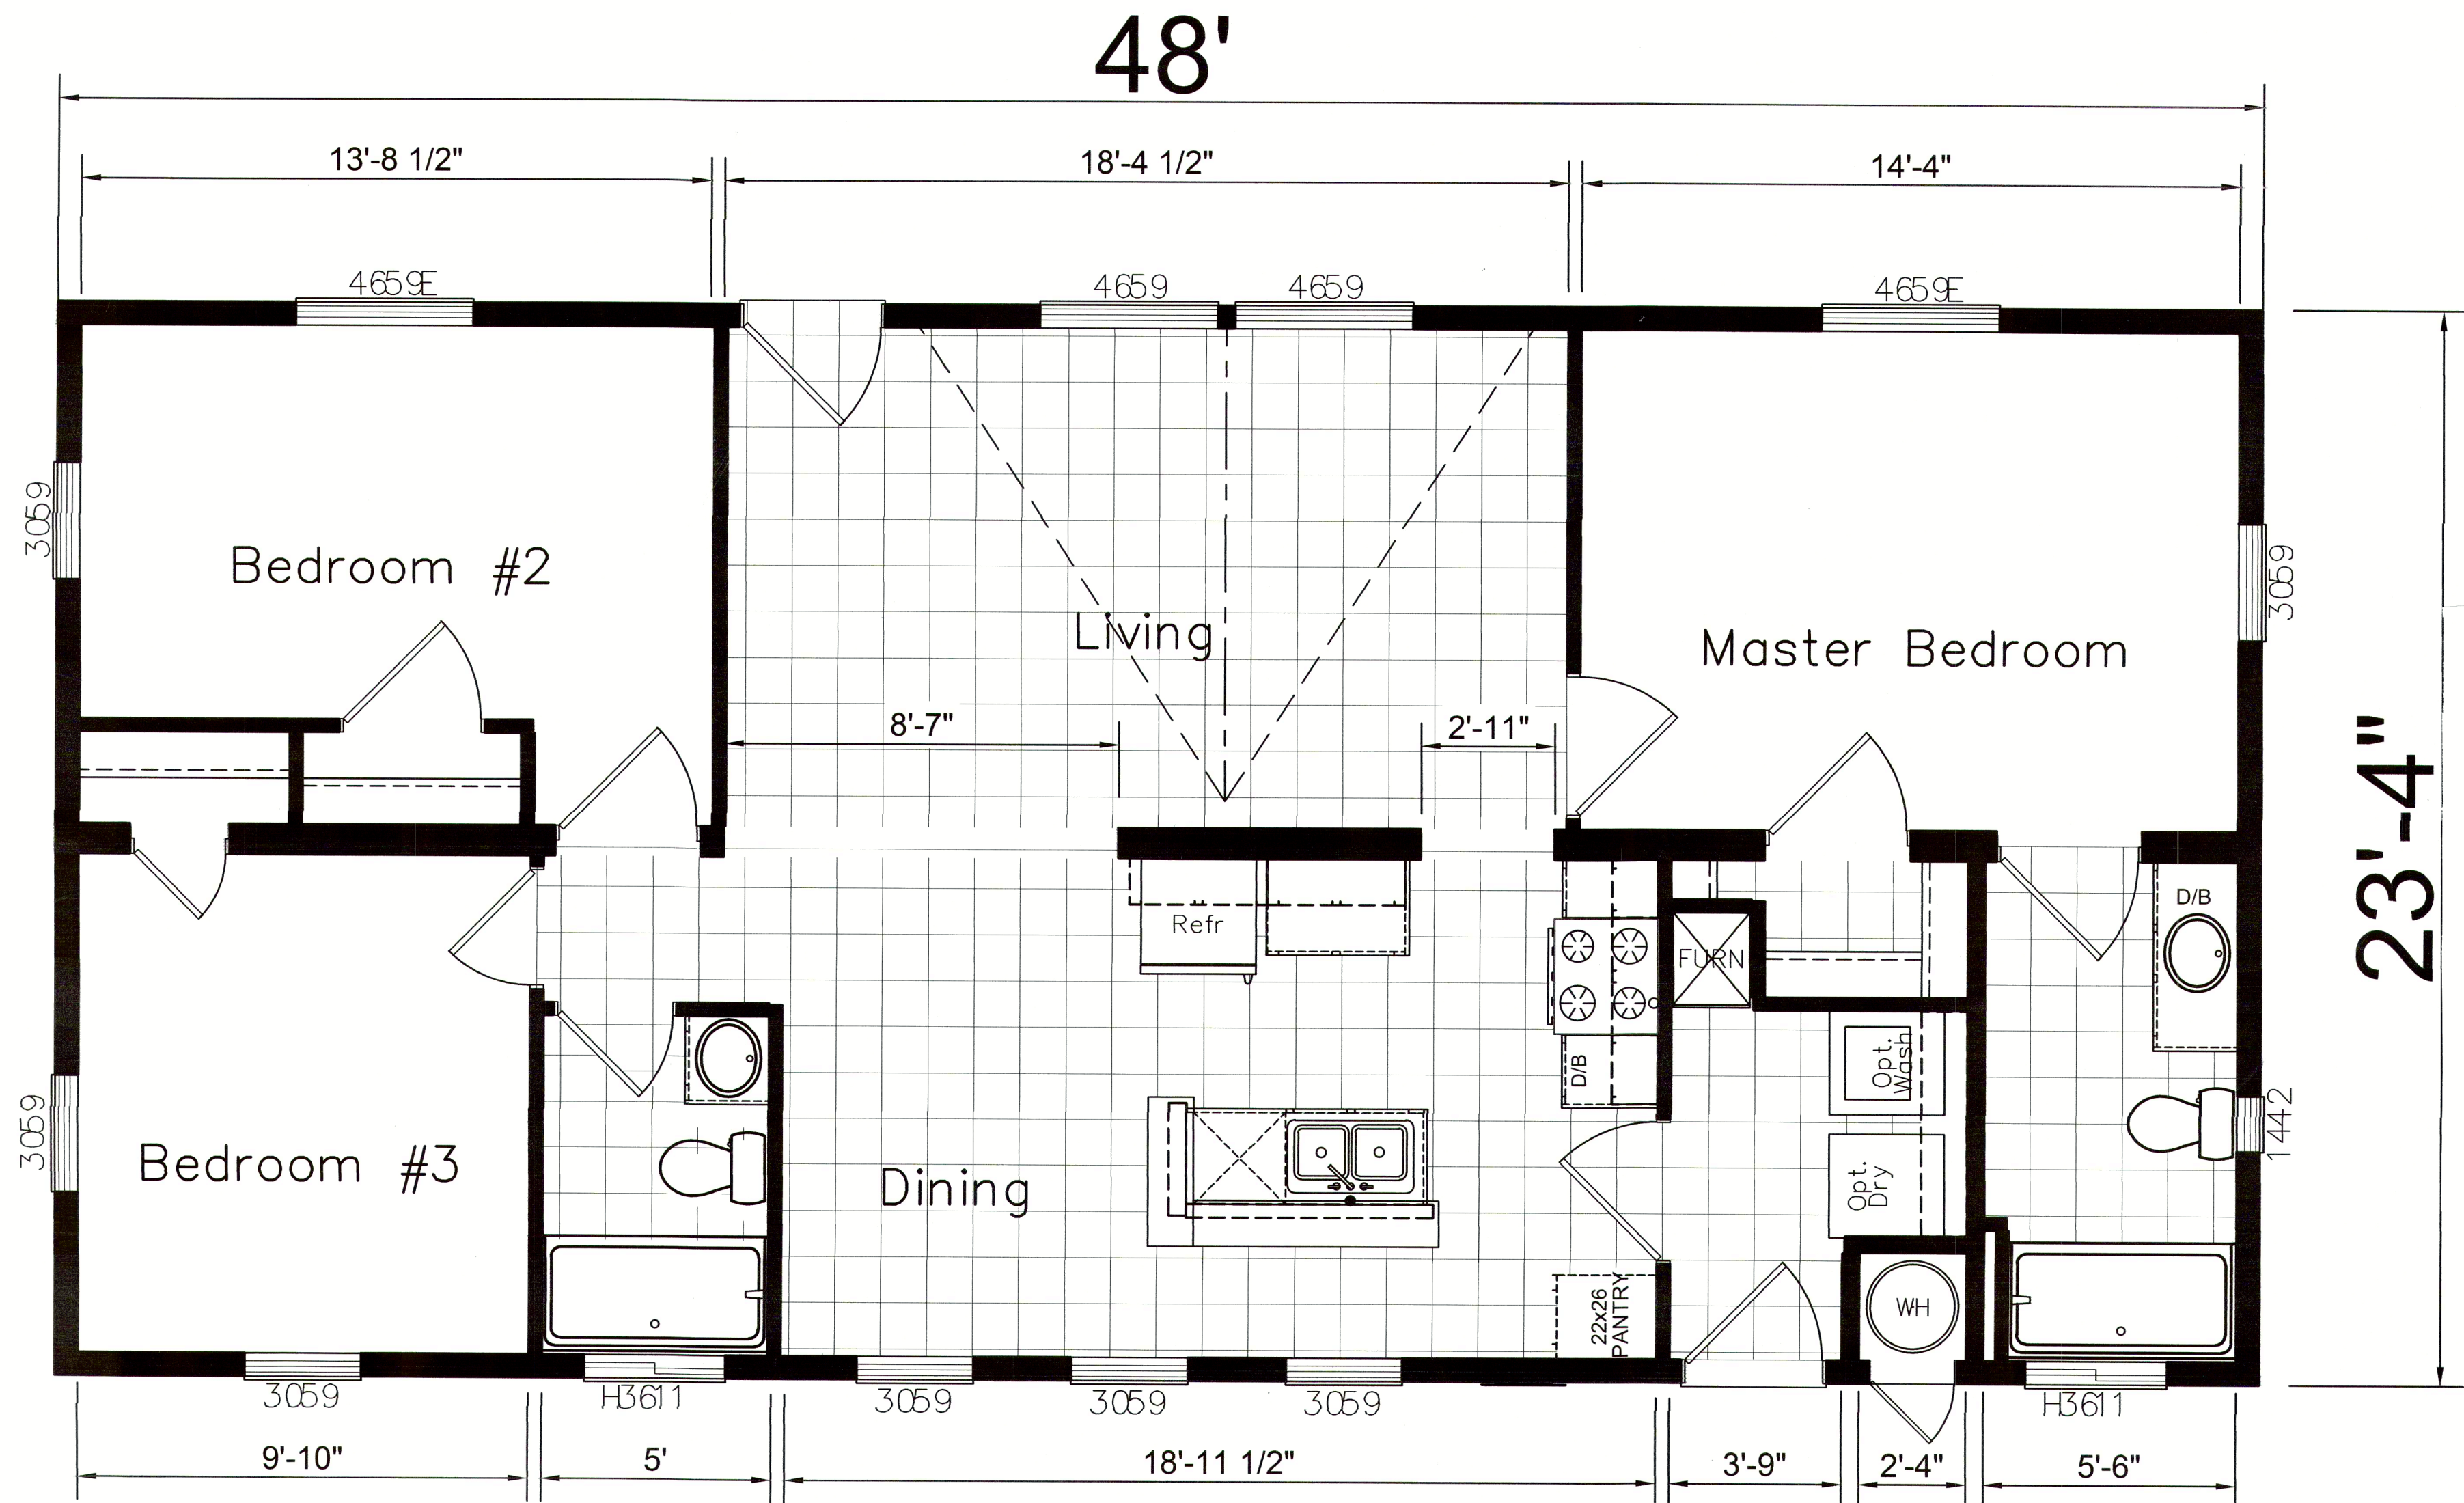 48'
13'-8 1/2"
18'-4 1/2"
14'-4"
4659E
4659
4659
4659E
3059
Bedroom #2
Living
Master Bedroom
3059
23'-4"
8'-7"
2'-11"
Refr
FURN
D/B
D/B
Opt.
Wash
Opt.
Dry
3059
Bedroom #3
Dining
1442
22x26
PANTRY
WH
3059
H3611
3059
3059
3059
H3611
9'-10"
5'
18'-11 1/2"
3'-9"
2'-4"
5'-6"